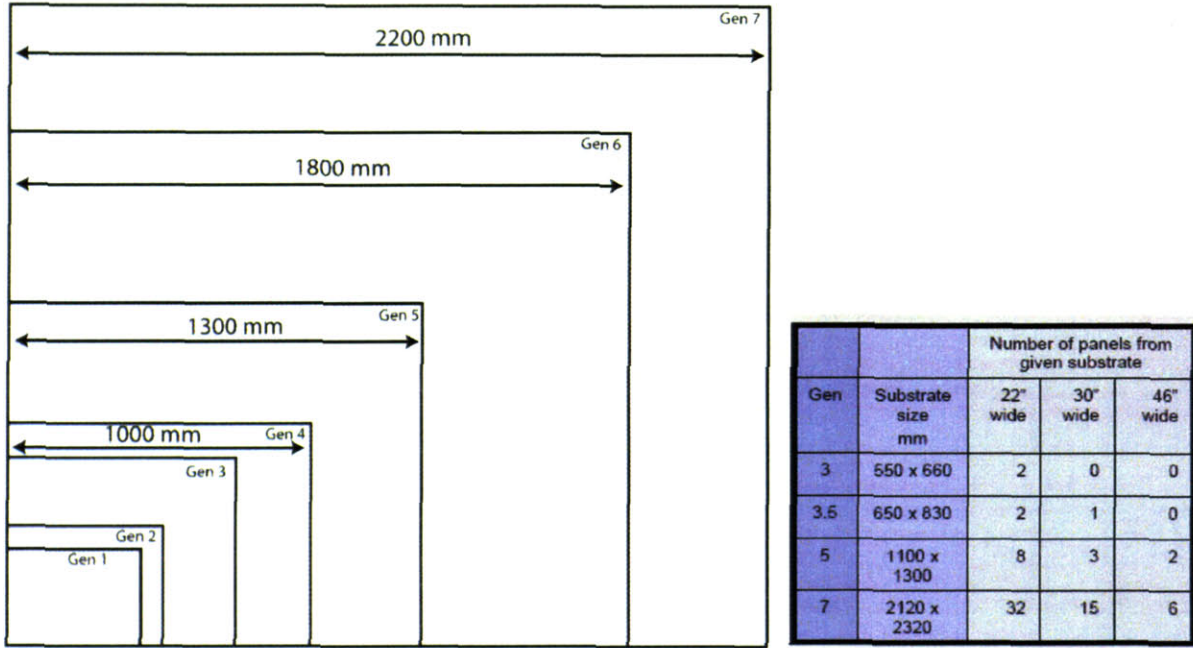 Gen 7
2200 mm
Gen 6
1800 mm
Gen 5
1300 mm
1000 mm
Gen 4
Gen 3
Gen 2
Gen 1
Number of panels from
given substrate
Gen Substrate size mm 22" wide 30" wide 46" wide
3 550 x 660 2 0 0
3.5 650 x 830 2 1 0
5 1100 x 1300 8 3 2
7 2120 x 2320 32 15 6